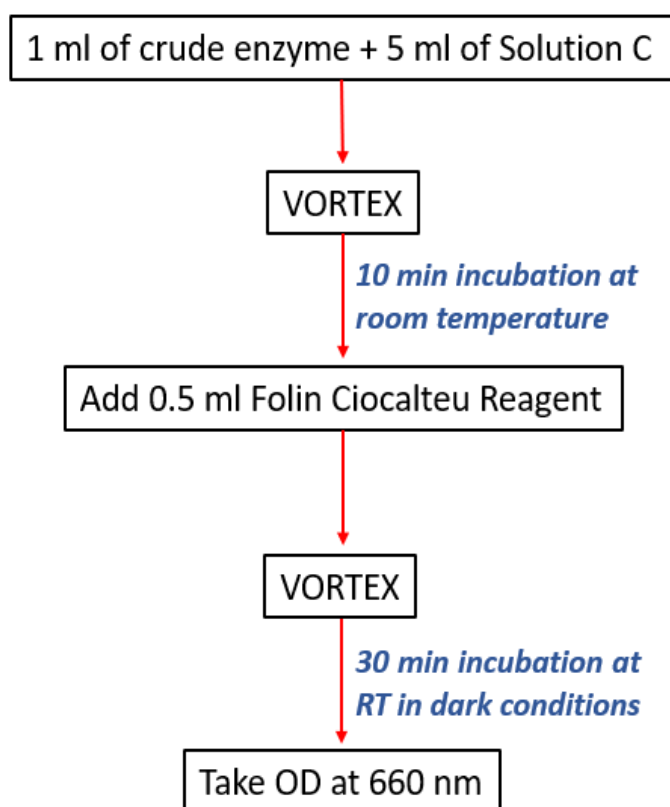 1 ml of crude enzyme + 5 ml of Solution C
VORTEX
10 min incubation at
room temperature
Add 0.5 ml Folin Ciocalteu Reagent
VORTEX
30 min incubation at
RT in dark conditions
Take OD at 660 nm